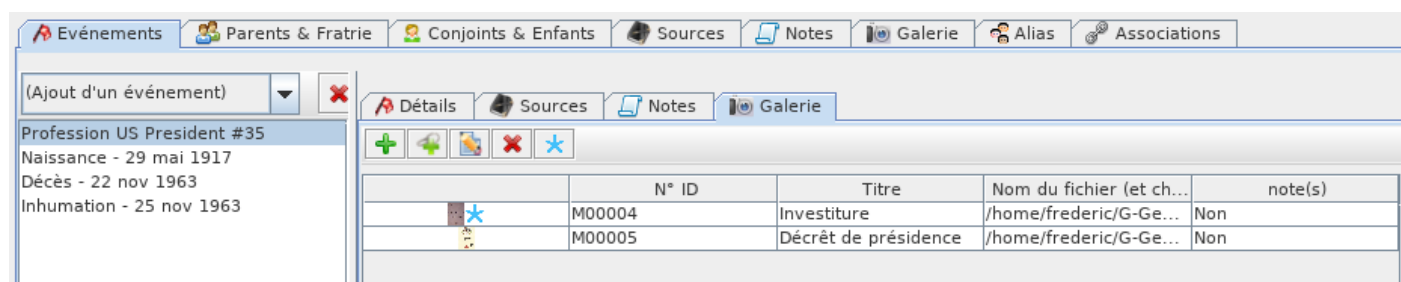 Evénements Parents & Fratrie Conjoints & Enfants Sources Notes Galerie Alias Associations
(Ajout d'un événement)
Profession US President #35
Naissance - 29 mai 1917
Décès - 22 nov 1963
Inhumation - 25 nov 1963
Détails Sources Notes Galerie
N° ID Titre Nom du fichier (et ch... note(s)
M00004 Investiture /home/frederic/G-Ge... Non
M00005 Décrêt de présidence /home/frederic/G-Ge... Non